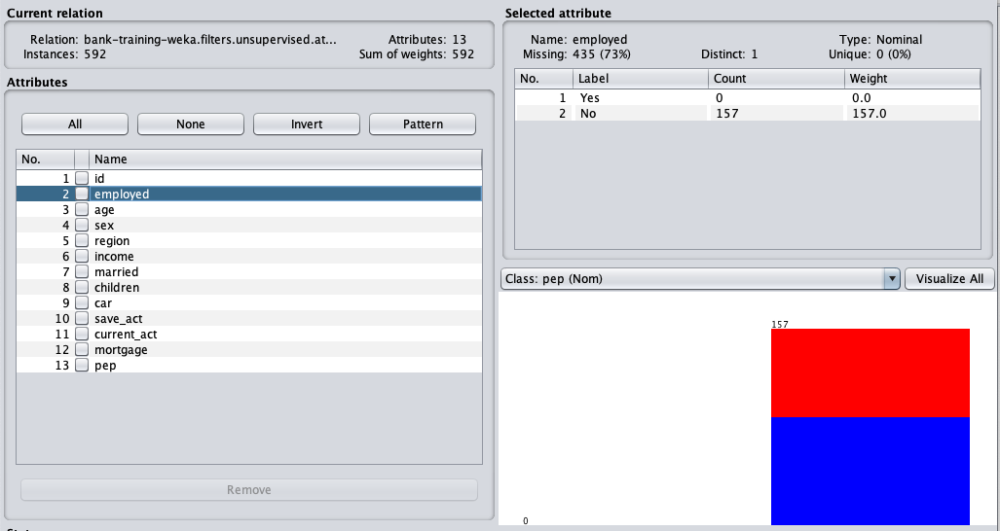 Current relation
Relation: bank-training-weka.filters.unsupervised.at... Attributes: 13
Instances: 592 Sum of weights: 592
Attributes
All None Invert Pattern
No. Name
1 id
2 employed
3 age
4 sex
5 region
6 income
7 married
8 children
9 car
10 save_act
11 current_act
12 mortgage
13 pep
Remove
Selected attribute
Name: employed Type: Nominal
Missing: 435 (73%) Distinct: 1 Unique: 0 (0%)
No. Label Count Weight
1 Yes 0 0.0
2 No 157 157.0
Class: pep (Nom) Visualize All
157
0